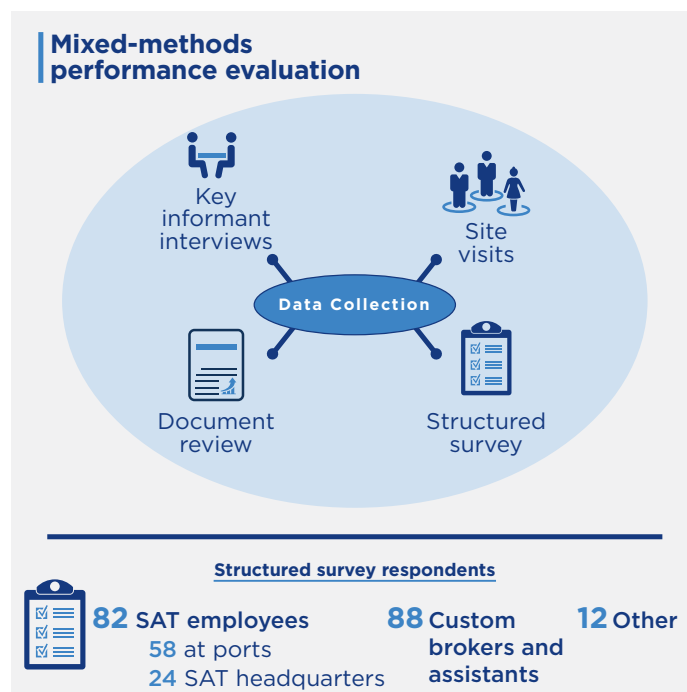 Mixed-methods
performance evaluation
Key
informant
interviews
Site
visits
Data Collection
Document
review
Structured
survey
Structured survey respondents
82 SAT employees
58 at ports
24 SAT headquarters
88 Custom
brokers and
assistants
12 Other